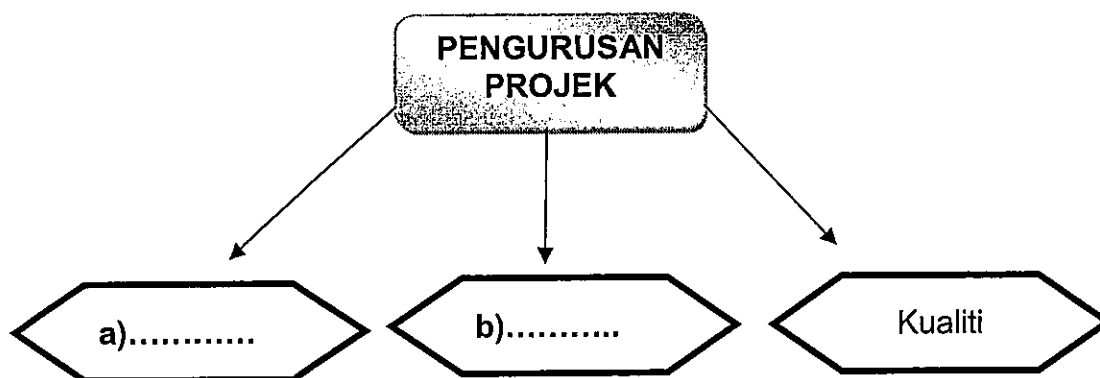 PENGURUSAN
PROJEK
a)............
b)...........
Kualiti